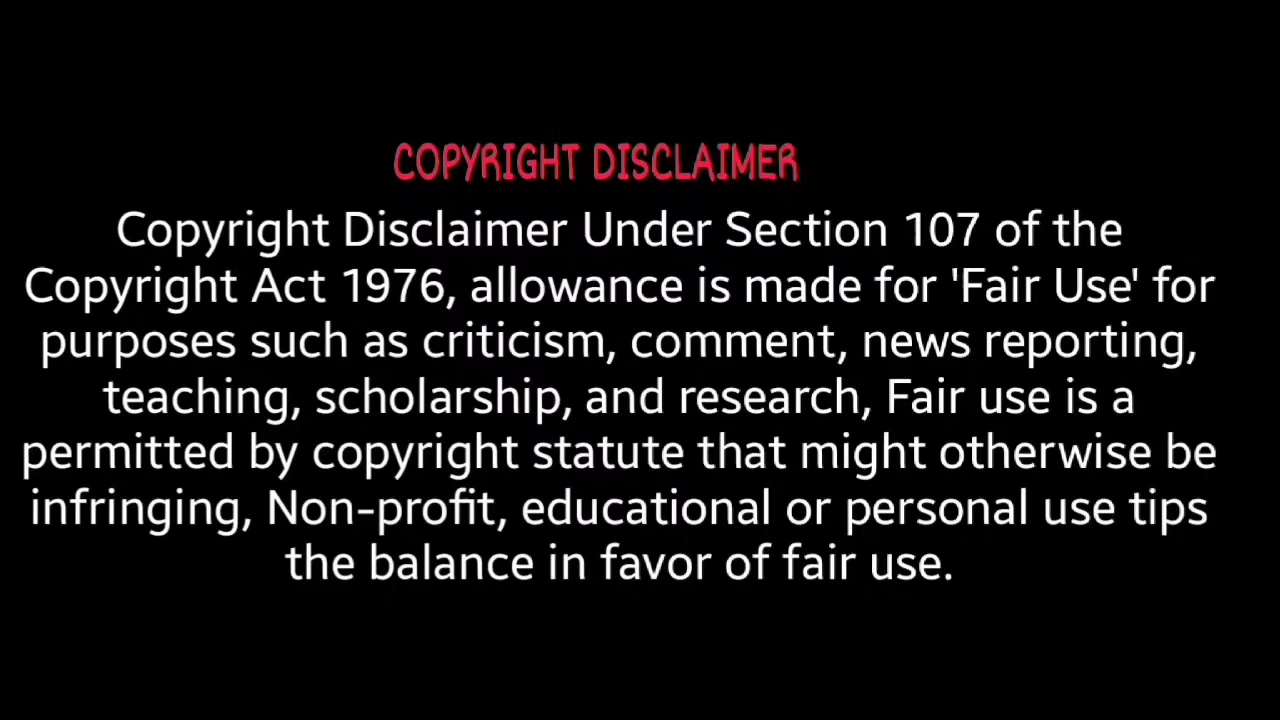 COPYRIGHT DISCLAIMER
Copyright Disclaimer Under Section 107 of the
Copyright Act 1976, allowance is made for 'Fair Use' for
purposes such as criticism, comment, news reporting,
teaching, scholarship, and research, Fair use is a
permitted by copyright statute that might otherwise be
infringing, Non-profit, educational or personal use tips
the balance in favor of fair use.